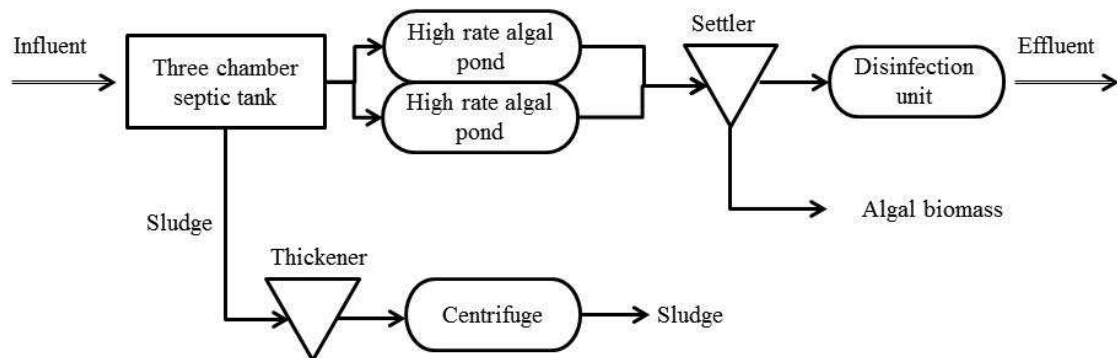 Influent
Three chamber
septic tank
High rate algal
pond
High rate algal
pond
Settler
Disinfection
unit
Effluent
Sludge
Algal biomass
Thickener
Centrifuge
Sludge